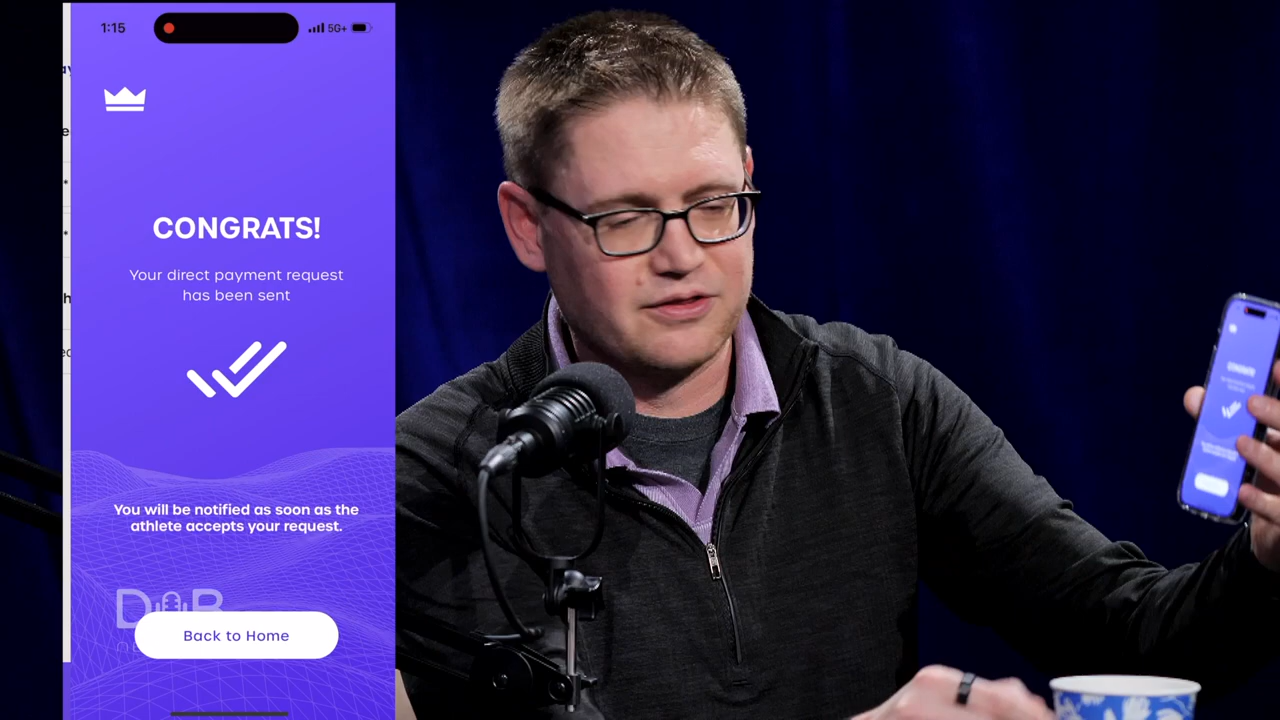 1:15
5G+
CONGRATS!
Your direct payment request
has been sent
You will be notified as soon as the
athlete accepts your request.
Back to Home